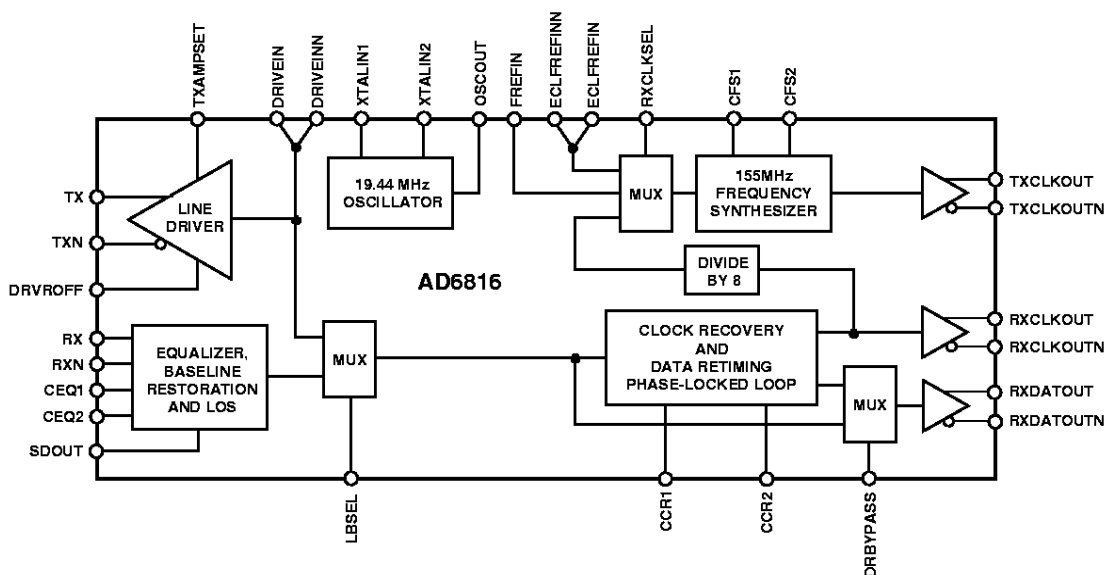 TXAMPSET
DRIVEIN
DRIVEINN
XTALIN1
XTALIN2
OSCOUT
FREFIN
ECLFREFINN
ECLFREFIN
RXCLKSEL
CFS1
CFS2
TX
TXN
DRVROFF
RX
RXN
CEQ1
CEQ2
SDOUT
LINE
DRIVER
19.44 MHz
OSCILLATOR
MUX
155MHz
FREQUENCY
SYNTHESIZER
DIVIDE
BY 8
AD6816
EQUALIZER,
BASELINE
RESTORATION
AND LOS
MUX
CLOCK RECOVERY
AND
DATA RETIMING
PHASE-LOCKED LOOP
MUX
TXCLKOUT
TXCLKOUTN
RXCLKOUT
RXCLKOUTN
RXDATOUT
RXDATOUTN
LBSEL
CCR1
CCR2
DRBYPASS